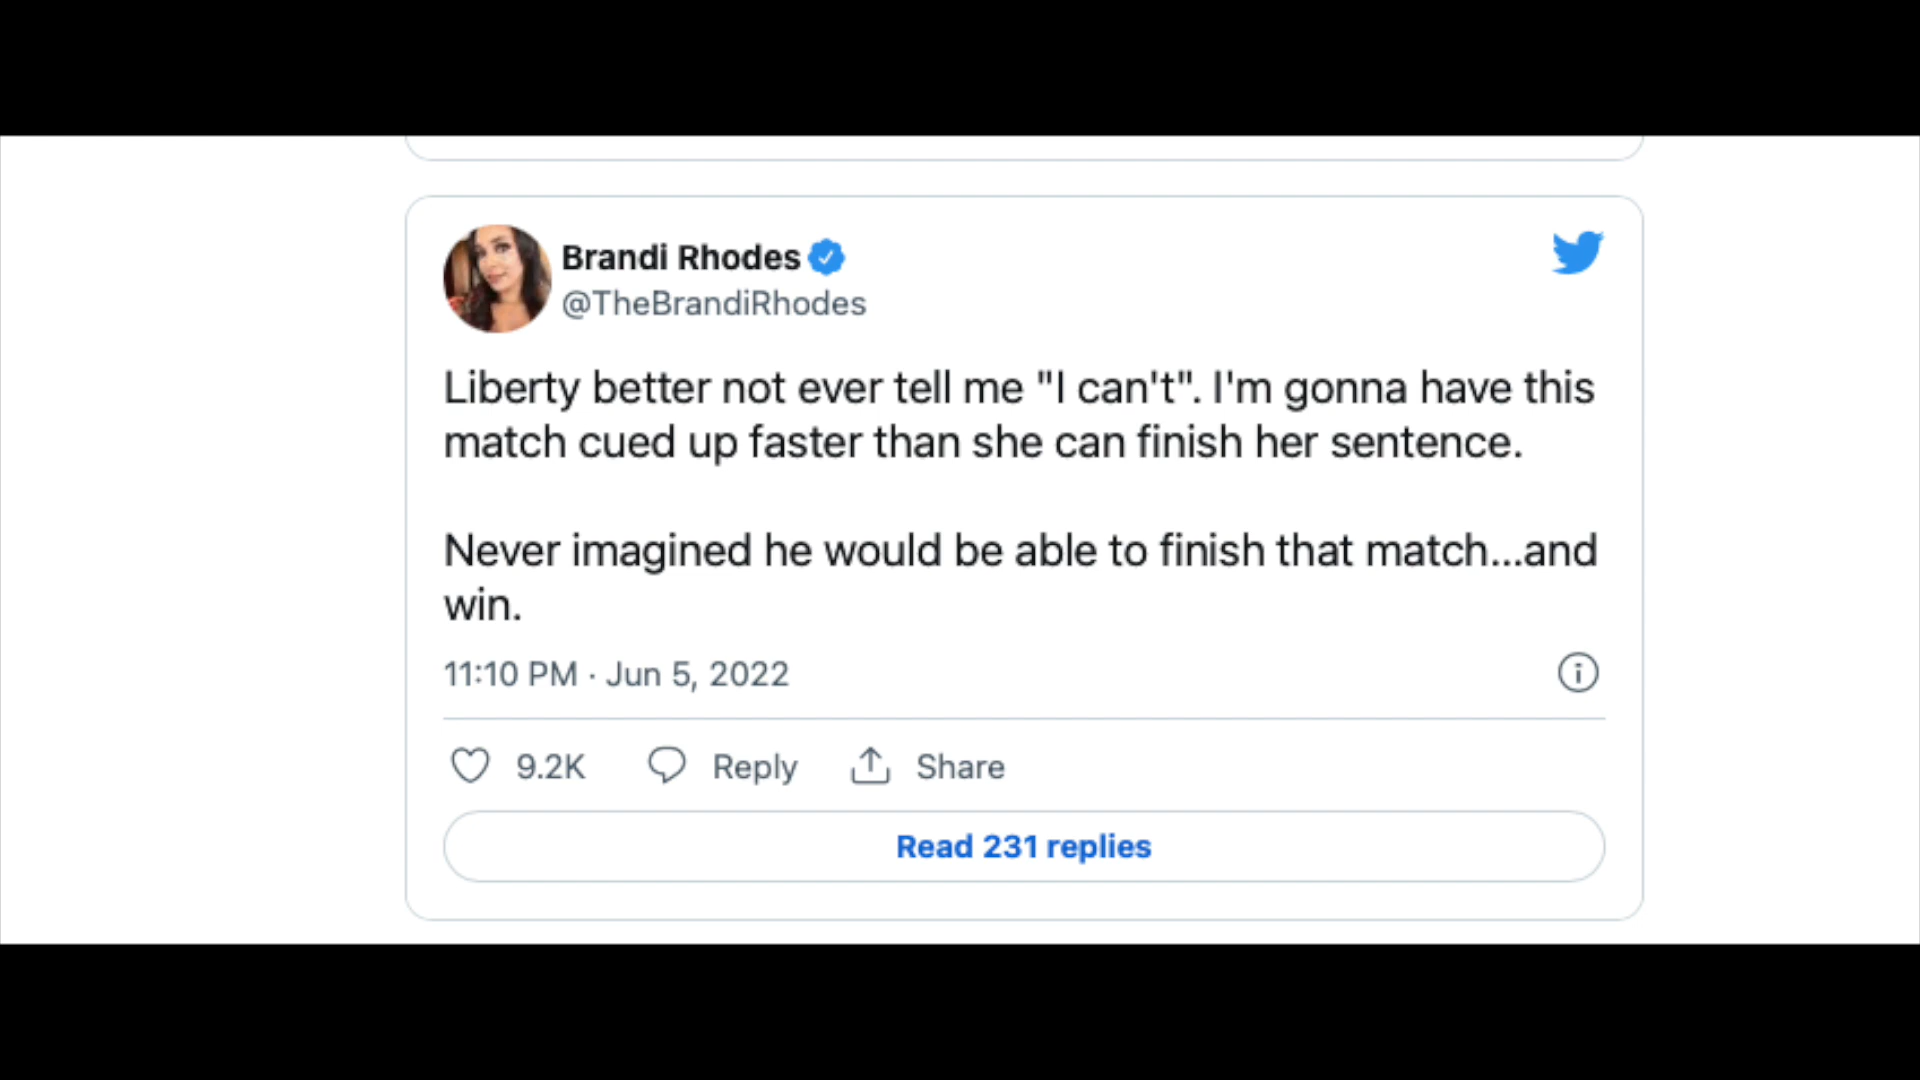 Brandi Rhodes
@TheBrandiRhodes
Liberty better not ever tell me "I can't". I'm gonna have this
match cued up faster than she can finish her sentence.
Never imagined he would be able to finish that match...and
win.
11:10 PM · Jun 5, 2022
9.2K Reply Share
Read 231 replies